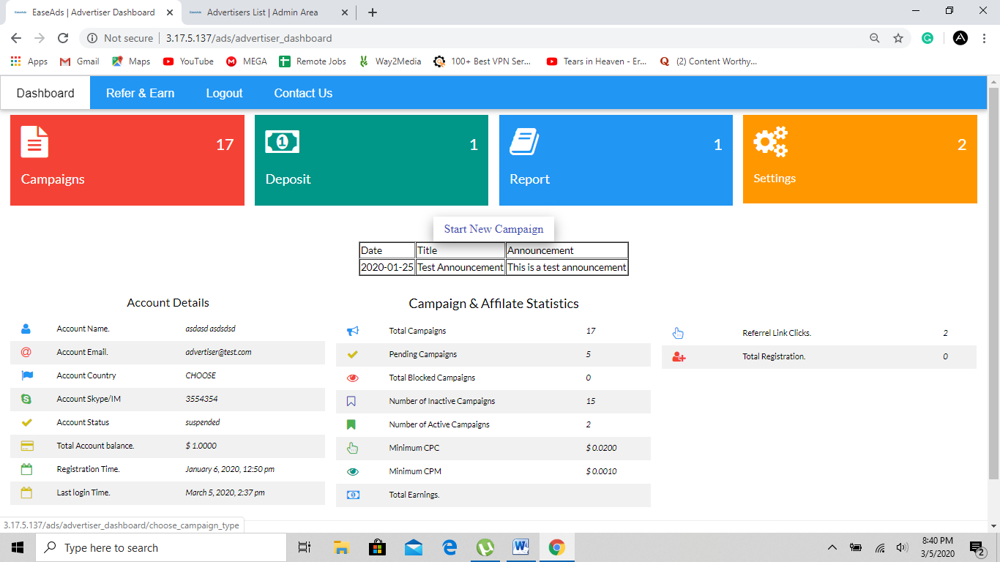 EaseAds | Advertiser Dashboard
Advertisers List | Admin Area
Not secure
3.17.5.137/ads/advertiser_dashboard
Apps
Gmail
Maps
YouTube
MEGA
Remote Jobs
Way2Media
100+ Best VPN Ser...
Tears in Heaven - Er...
(2) Content Worthy...
Dashboard
Refer & Earn
Logout
Contact Us
17
Campaigns
1
Deposit
1
Report
2
Settings
Start New Campaign
Date Title Announcement
2020-01-25 Test Announcement This is a test announcement
Account Details
Account Name. asdasd asdsdsd
Account Email. advertiser@test.com
Account Country CHOOSE
Account Skype/IM 3554354
Account Status suspended
Total Account balance. $ 1.0000
Registration Time. January 6, 2020, 12:50 pm
Last login Time. March 5, 2020, 2:37 pm
Campaign & Affilate Statistics
Total Campaigns 17
Pending Campaigns 5
Total Blocked Campaigns 0
Number of Inactive Campaigns 15
Number of Active Campaigns 2
Minimum CPC $ 0.0200
Minimum CPM $ 0.0010
Total Earnings.
Referrel Link Clicks. 2
Total Registration. 0
3.17.5.137/ads/advertiser_dashboard/choose_campaign_type
Type here to search
8:40 PM
3/5/2020
2